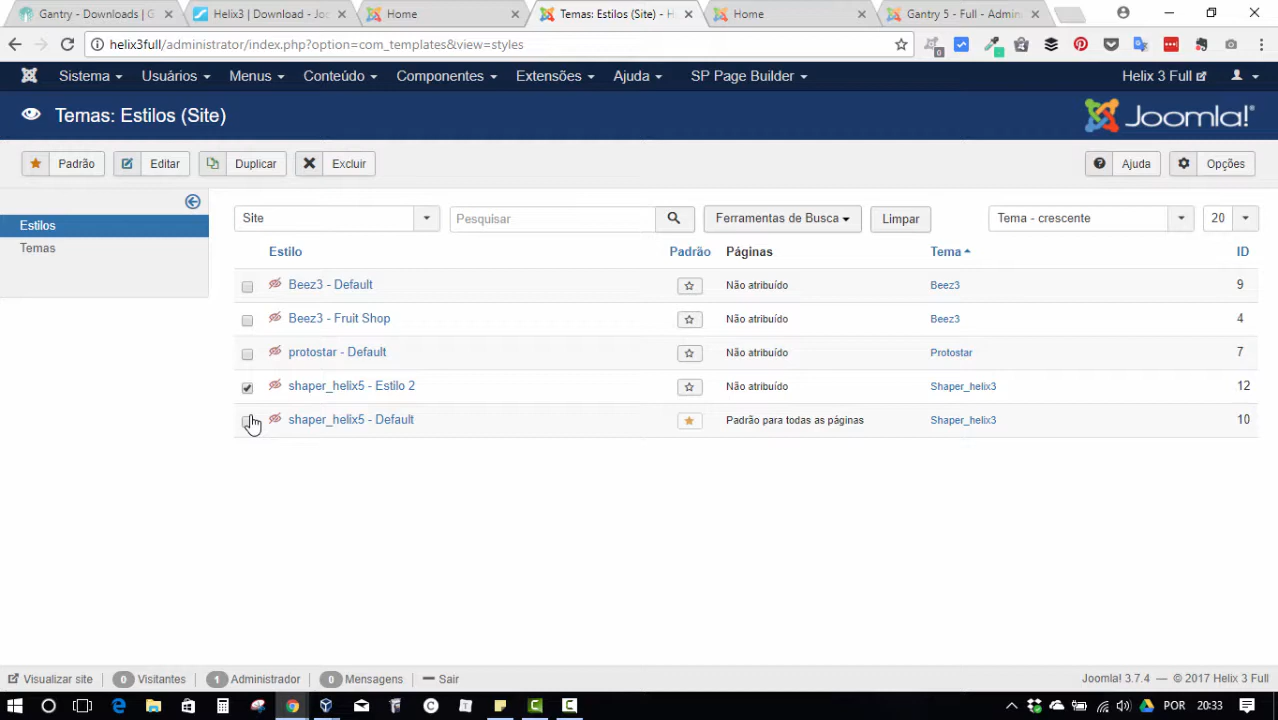 Gantry - Downloads | G
Helix3 | Download - Joo
Home
Temas: Estilos (Site) -
Home
Gantry 5 - Full - Admin
helix3full/administrator/index.php?option=com_templates&view=styles
Sistema Usuários Menus Conteúdo Componentes Extensões Ajuda SP Page Builder Helix 3 Full
Temas: Estilos (Site)
Joomla!®
Padrão Editar Duplicar Excluir Ajuda Opções
Estilos
Temas
Site Pesquisar Ferramentas de Busca Limpar Tema - crescente 20
Estilo Padrão Páginas Tema ID
Beez3 - Default Não atribuído Beez3 9
Beez3 - Fruit Shop Não atribuído Beez3 4
protostar - Default Não atribuído Protostar 7
shaper_helix5 - Estilo 2 Não atribuído Shaper_helix3 12
shaper_helix5 - Default Padrão para todas as páginas Shaper_helix3 10
Visualizar site 0 Visitantes 1 Administrador 0 Mensagens Sair Joomla! 3.7.4 — © 2017 Helix 3 Full
POR 20:33